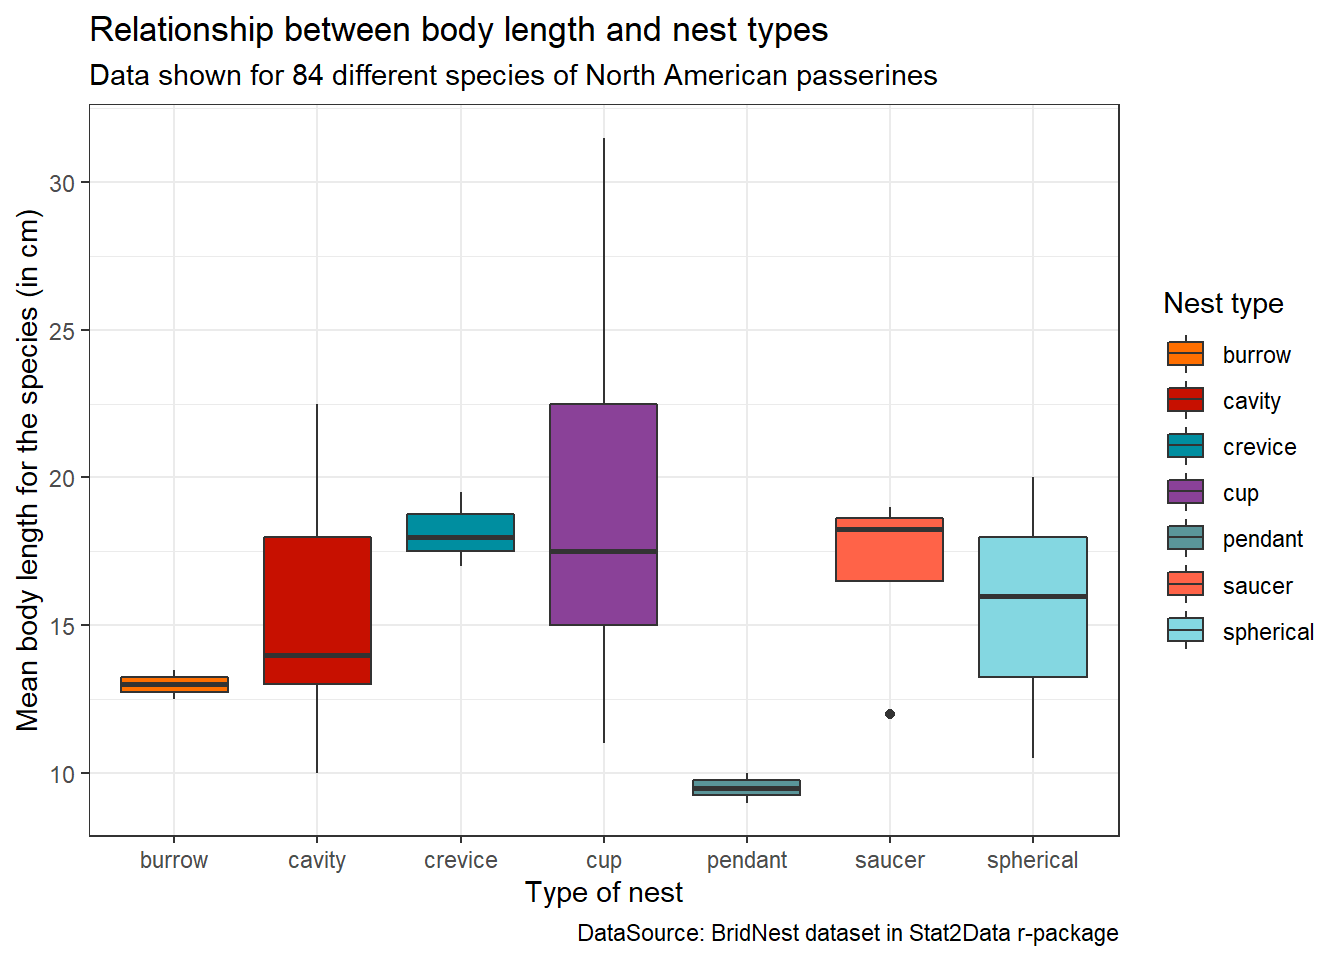 Relationship between body length and nest types
Data shown for 84 different species of North American passerines
Mean body length for the species (in cm)
30
25
20
15
10
burrow
cavity
crevice
cup
pendant
saucer
spherical
Type of nest
DataSource: BridNest dataset in Stat2Data r-package
Nest type
burrow
cavity
crevice
cup
pendant
saucer
spherical